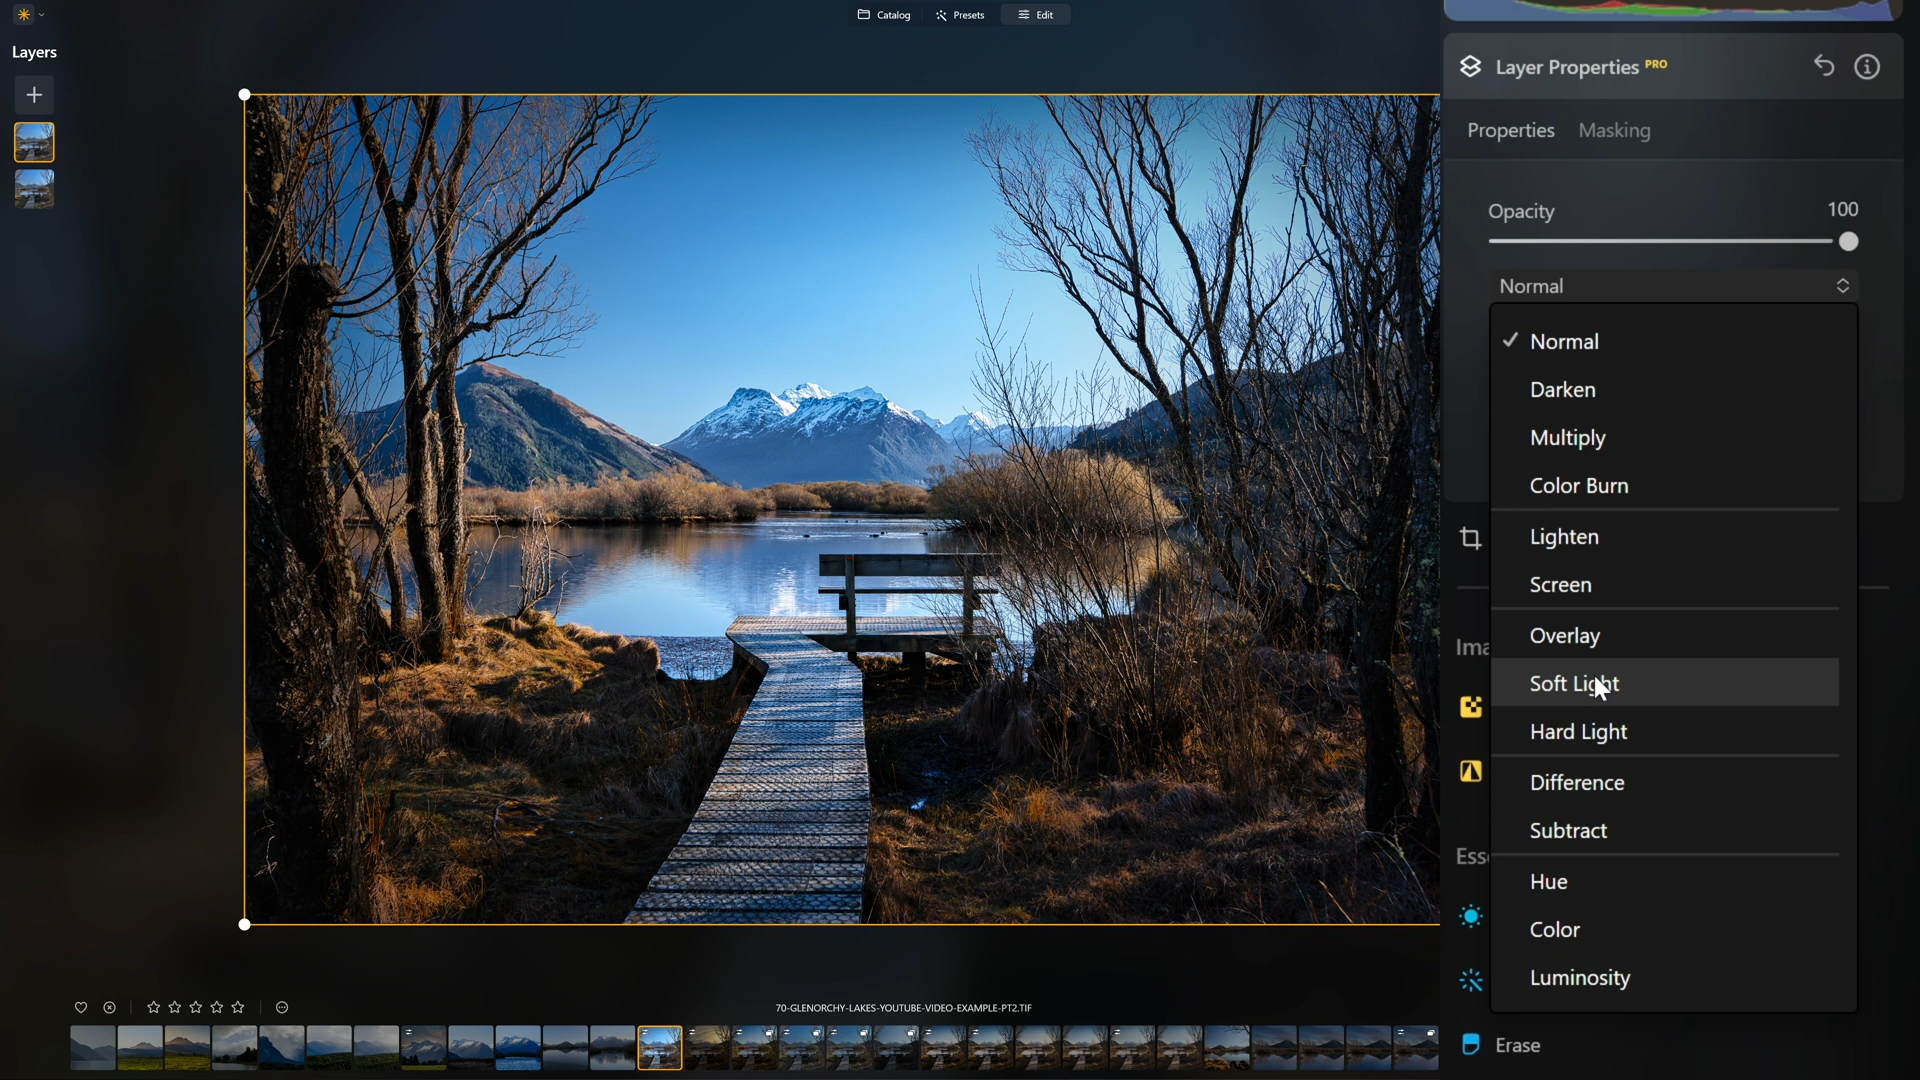 Catalog
Presets
Edit
Layers
Layer Properties PRO
Properties
Masking
Opacity
100
Normal
Normal
Darken
Multiply
Color Burn
Lighten
Screen
Overlay
Soft Light
Hard Light
Difference
Subtract
Hue
Color
Luminosity
Ima
Ess
Erase
70-GLENORCHY-LAKES-YOUTUBE-VIDEO-EXAMPLE-PT2.TIF